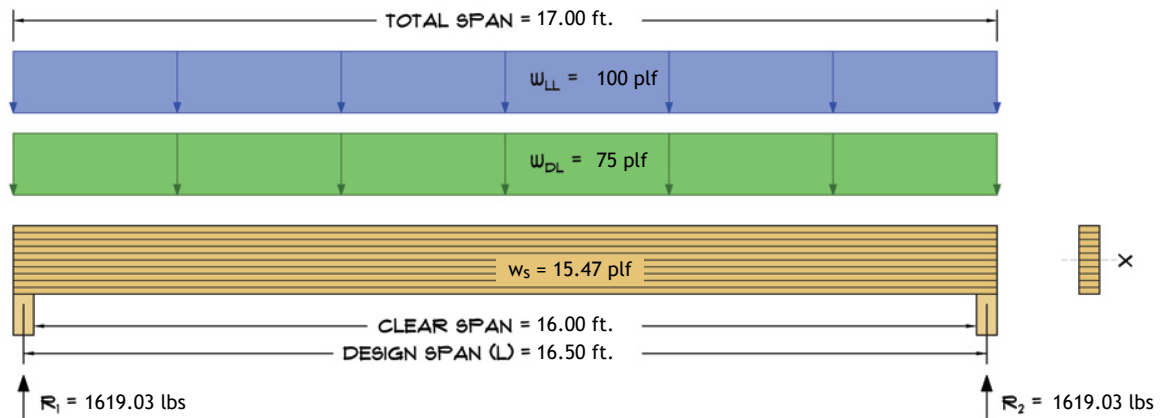 TOTAL SPAN = 17.00 ft.
WLL = 100 plf
WDL = 75 plf
ws = 15.47 plf
X
CLEAR SPAN = 16.00 ft.
DESIGN SPAN (L) = 16.50 ft.
R1 = 1619.03 lbs
R2 = 1619.03 lbs